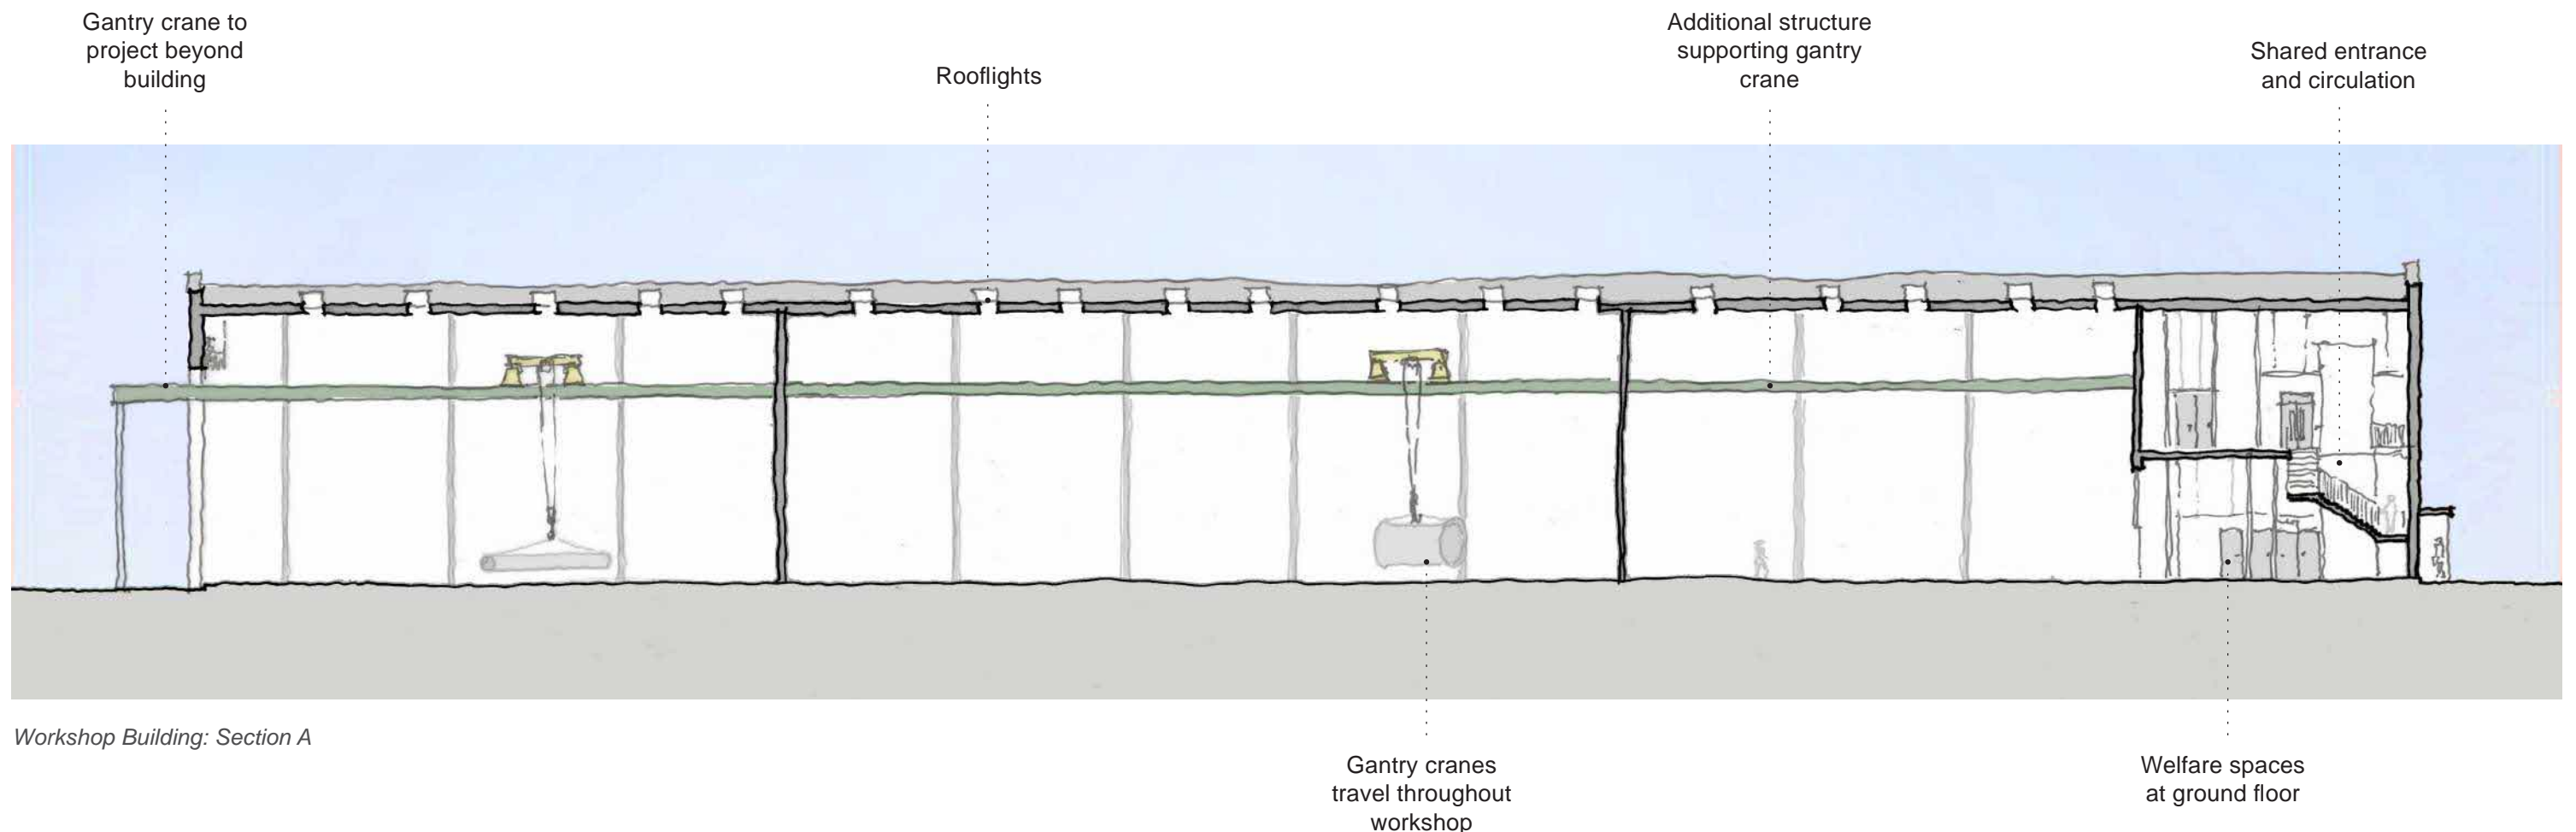 Gantry crane to
project beyond
building
Rooflights
Additional structure
supporting gantry
crane
Shared entrance
and circulation
Workshop Building: Section A
Gantry cranes
travel throughout
workshop
Welfare spaces
at ground floor